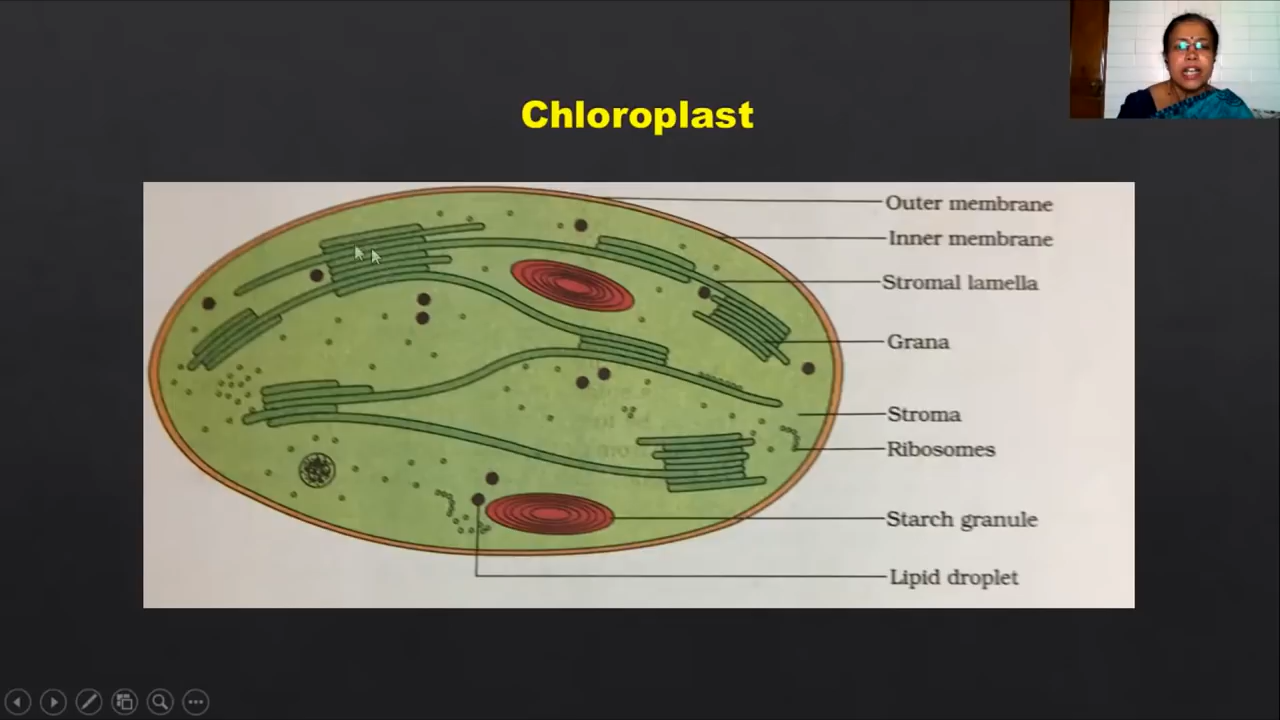 Chloroplast
Outer membrane
Inner membrane
Stromal lamella
Grana
Stroma
Ribosomes
Starch granule
Lipid droplet